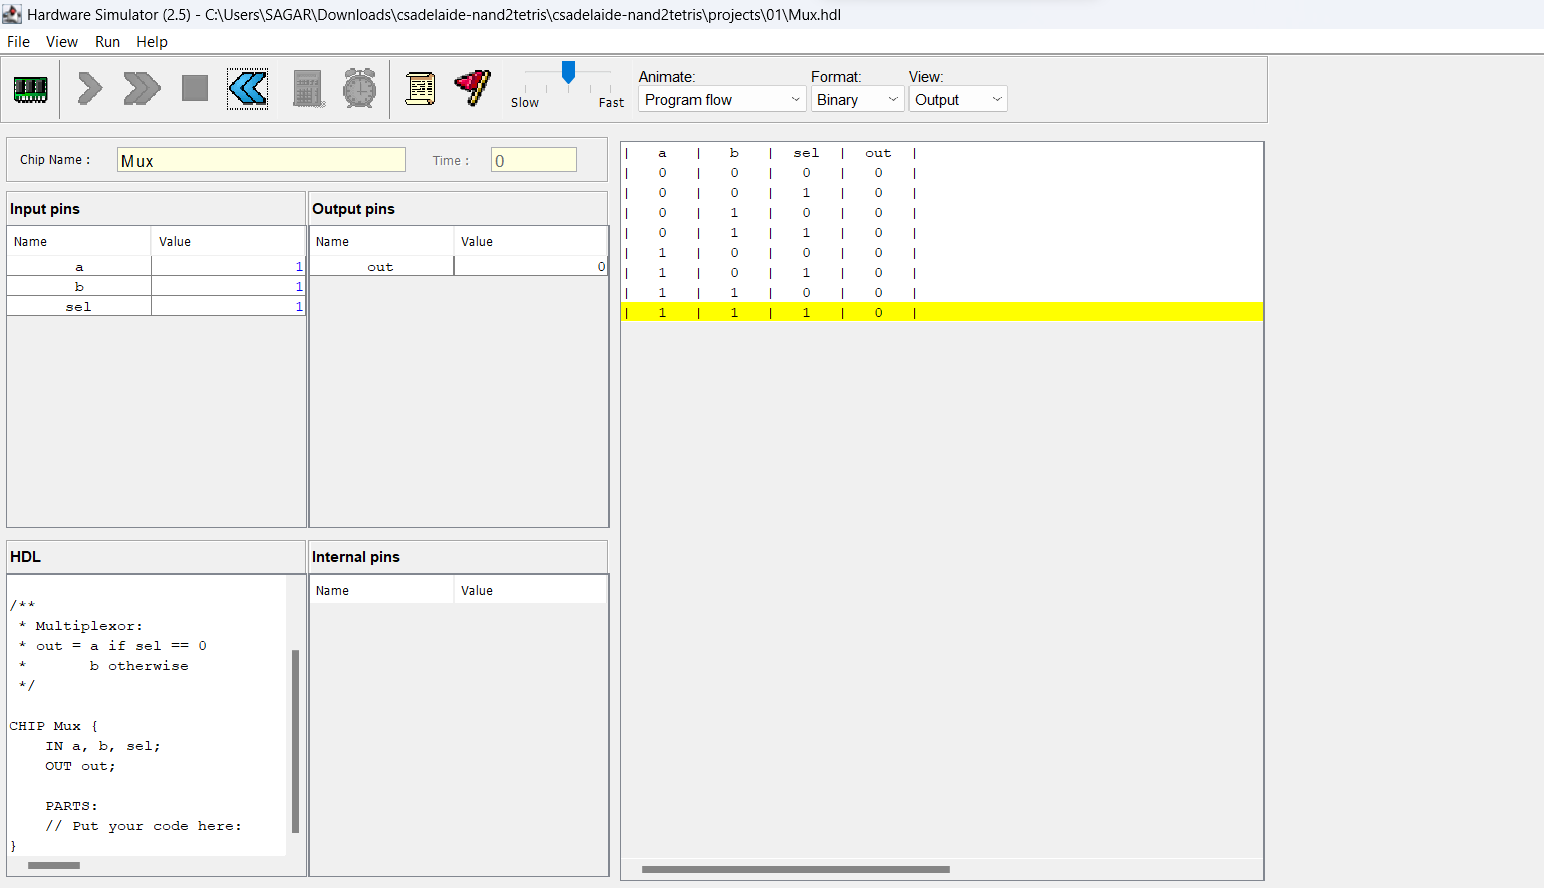 Hardware Simulator (2.5) - C:\Users\SAGAR\Downloads\csadelaide-nand2tetris\csadelaide-nand2tetris\projects\01\Mux.hdl
File View Run Help
Slow Fast
Animate: Format: View:
Program flow Binary Output
Chip Name : Mux Time : 0
Input pins
Name Value
a 1
b 1
sel 1
Output pins
Name Value
out 0
HDL
/**
* Multiplexor:
* out = a if sel == 0
* b otherwise
*/
CHIP Mux {
IN a, b, sel;
OUT out;
PARTS:
// Put your code here:
}
Internal pins
Name Value
| a | b | sel | out |
| 0 | 0 | 0 | 0 |
| 0 | 0 | 1 | 0 |
| 0 | 1 | 0 | 0 |
| 0 | 1 | 1 | 0 |
| 1 | 0 | 0 | 0 |
| 1 | 0 | 1 | 0 |
| 1 | 1 | 0 | 0 |
| 1 | 1 | 1 | 0 |